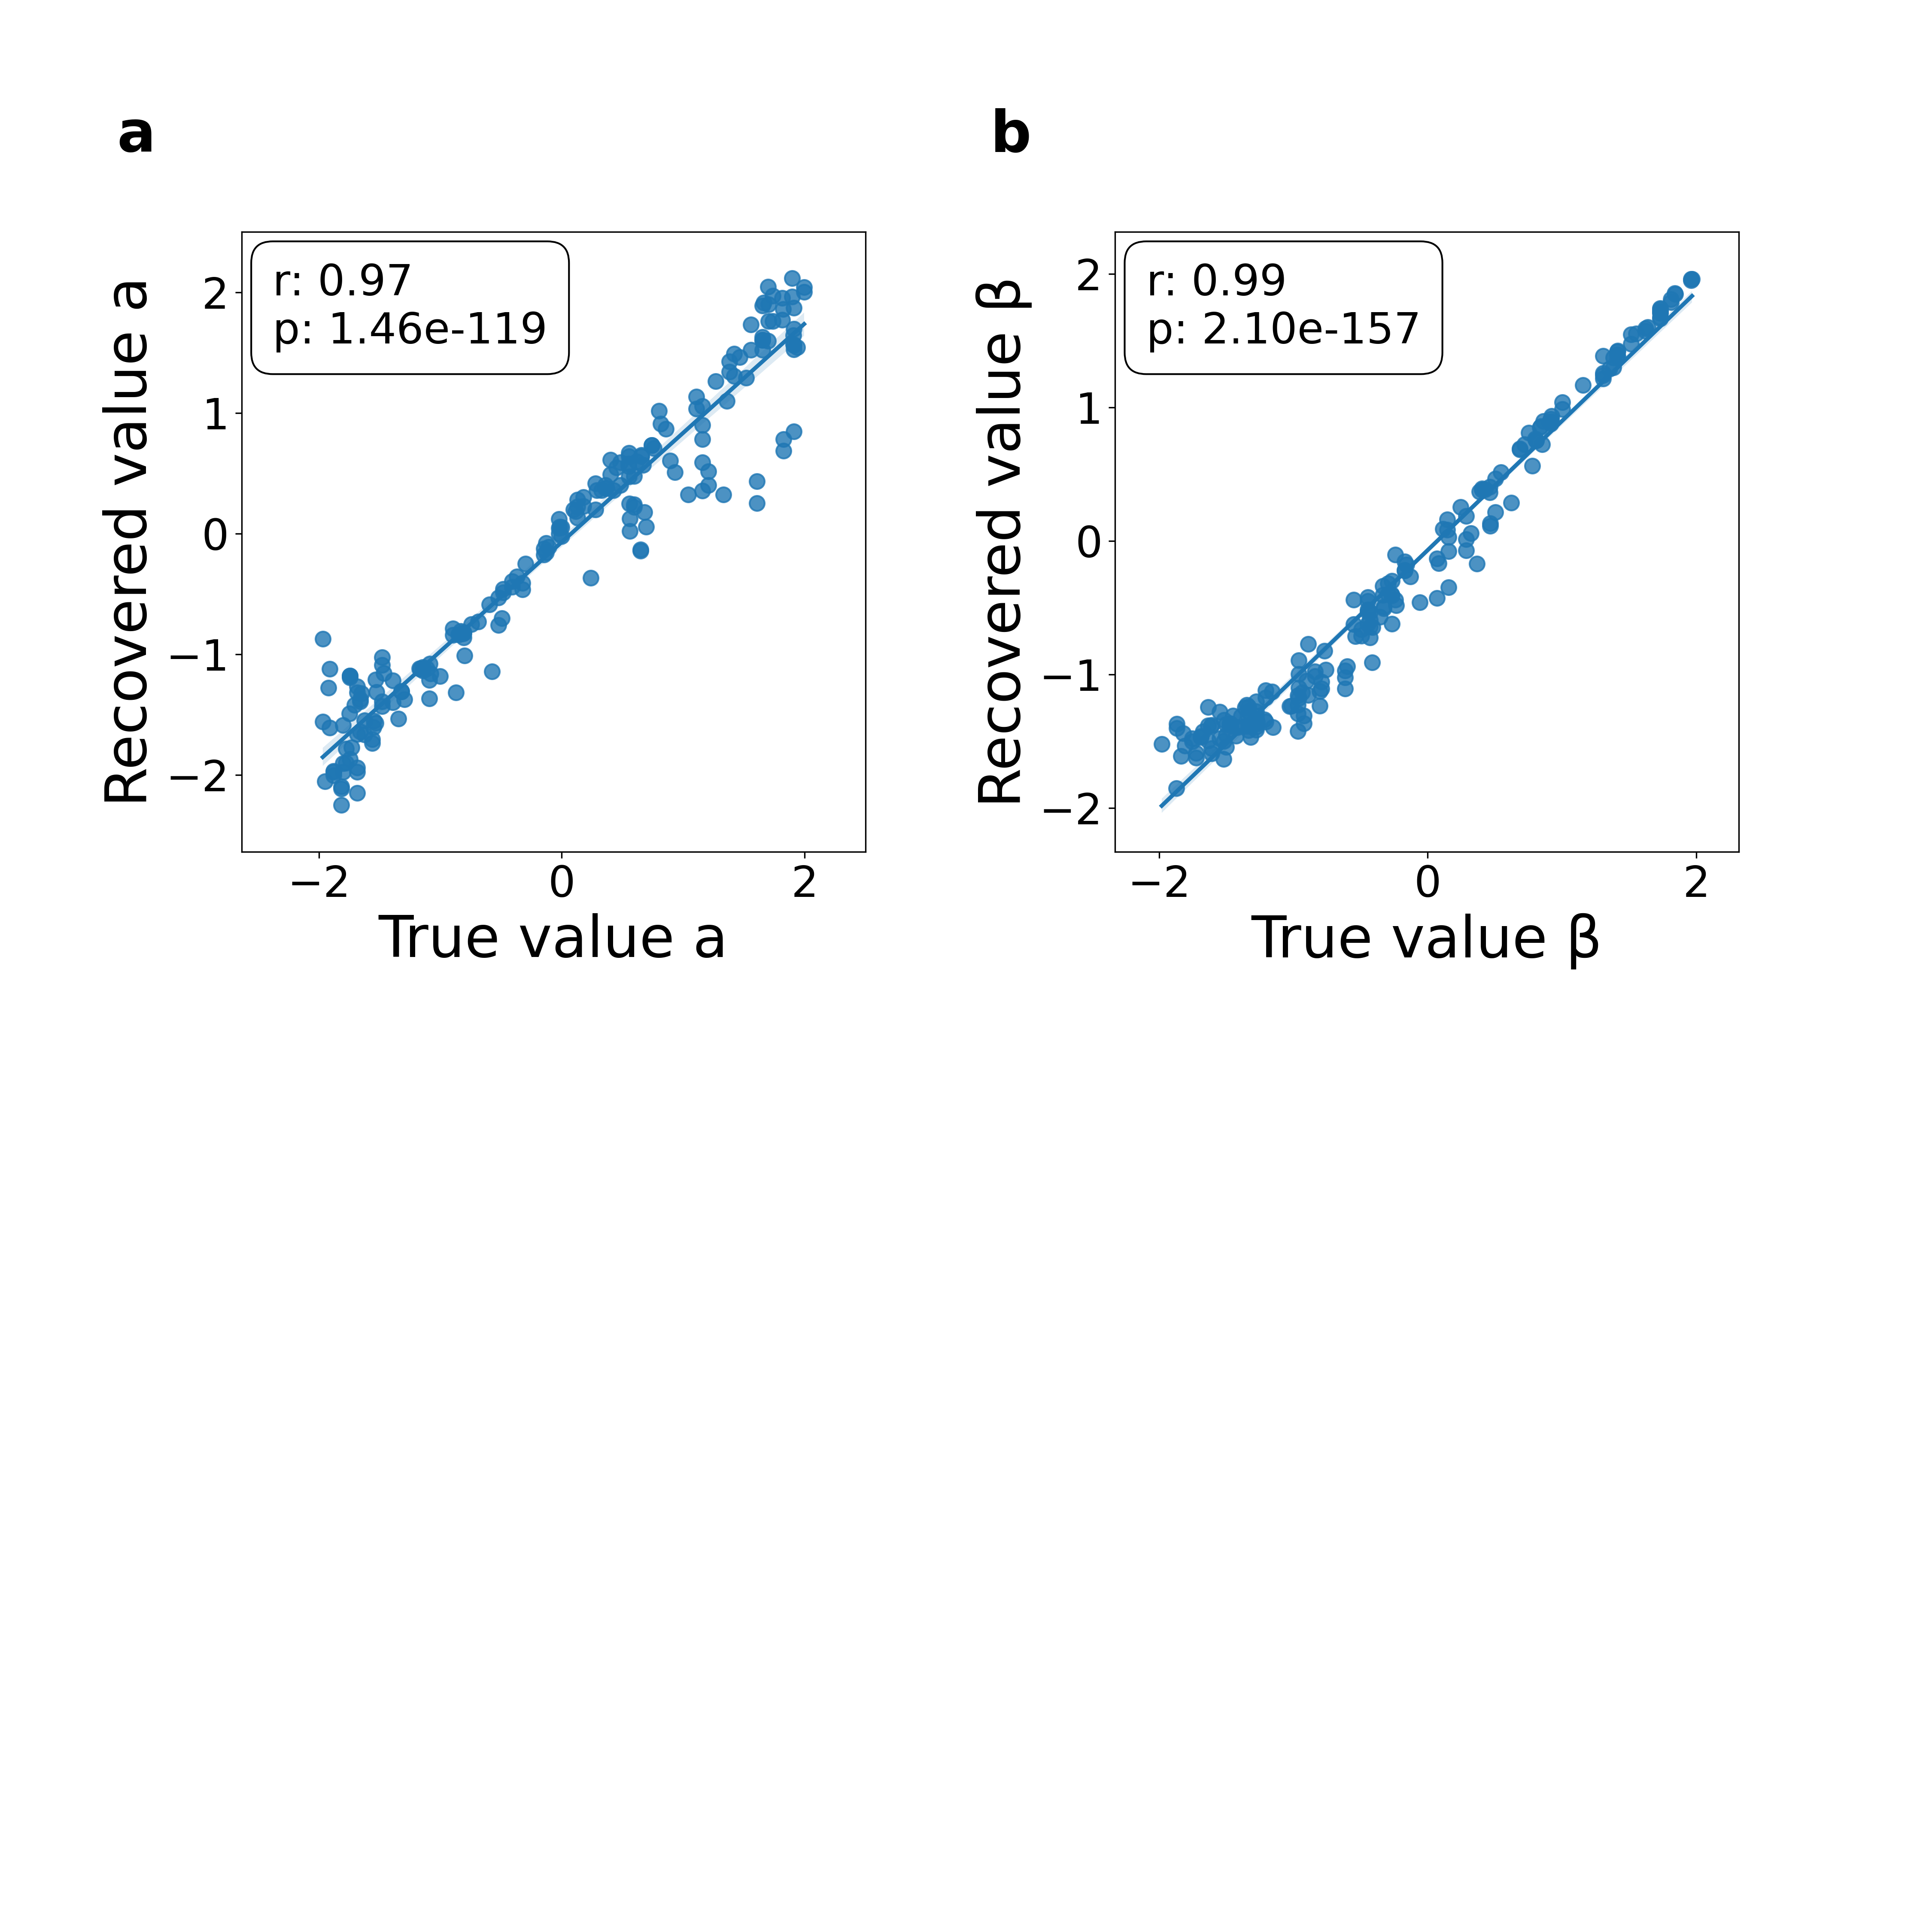 a
r: 0.97
p: 1.46e-119
Recovered value a
2
1
0
−1
−2
−2 0 2
True value a
b
r: 0.99
p: 2.10e-157
Recovered value β
2
1
0
−1
−2
−2 0 2
True value β